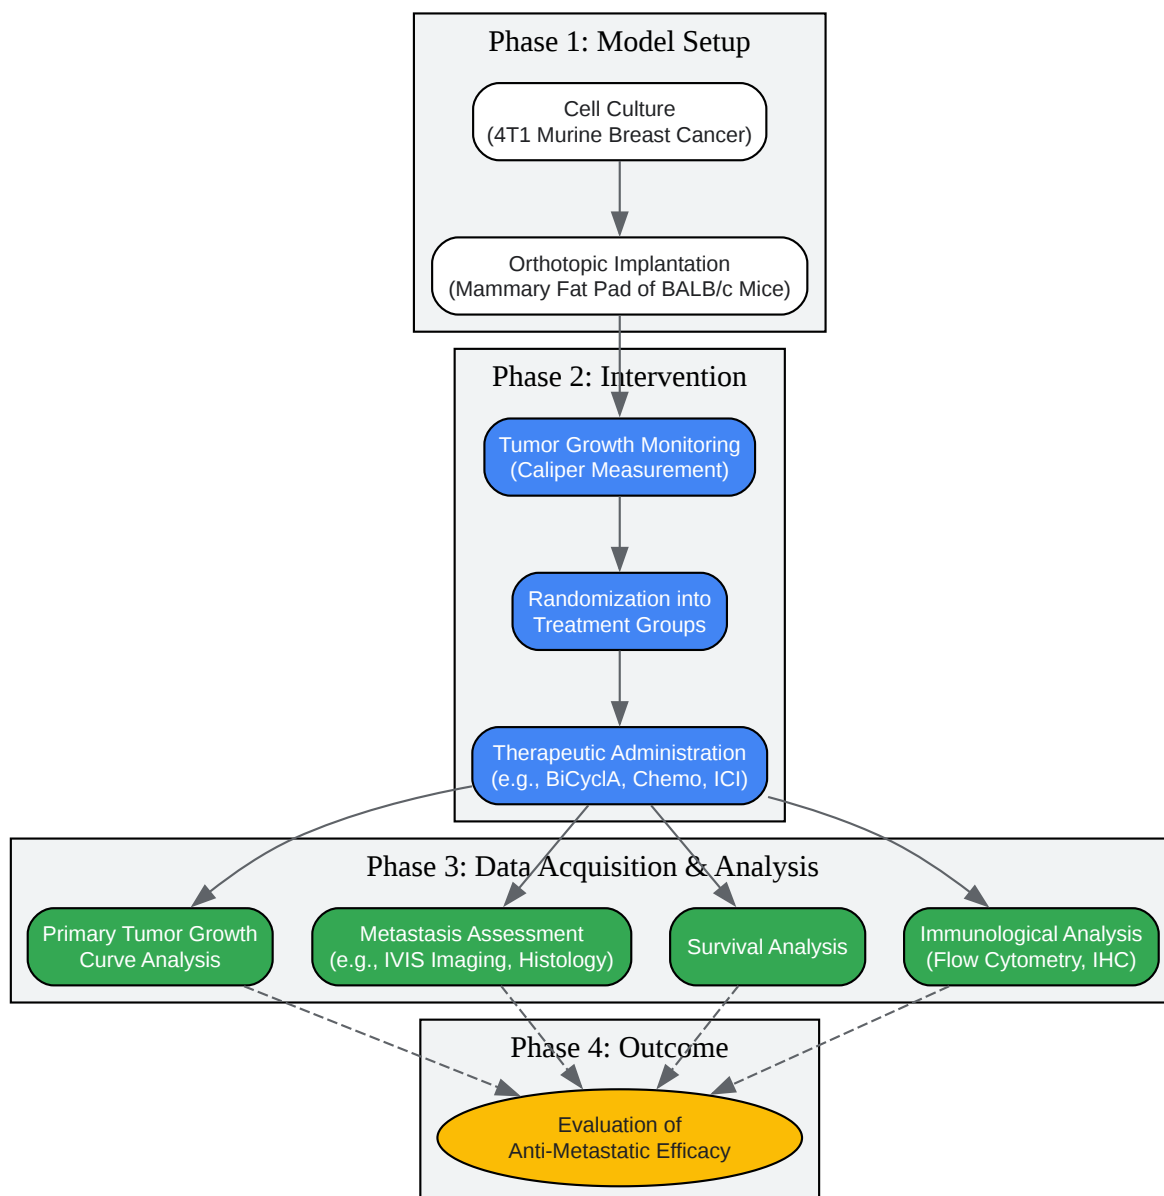 Phase 1: Model Setup
Cell Culture
(4T1 Murine Breast Cancer)
Orthotopic Implantation
(Mammary Fat Pad of BALB/c Mice)
Phase 2: Intervention
Tumor Growth Monitoring
(Caliper Measurement)
Randomization into
Treatment Groups
Therapeutic Administration
(e.g., BiCyclA, Chemo, ICI)
Phase 3: Data Acquisition & Analysis
Primary Tumor Growth
Curve Analysis
Metastasis Assessment
(e.g., IVIS Imaging, Histology)
Survival Analysis
Immunological Analysis
(Flow Cytometry, IHC)
Phase 4: Outcome
Evaluation of
Anti-Metastatic Efficacy